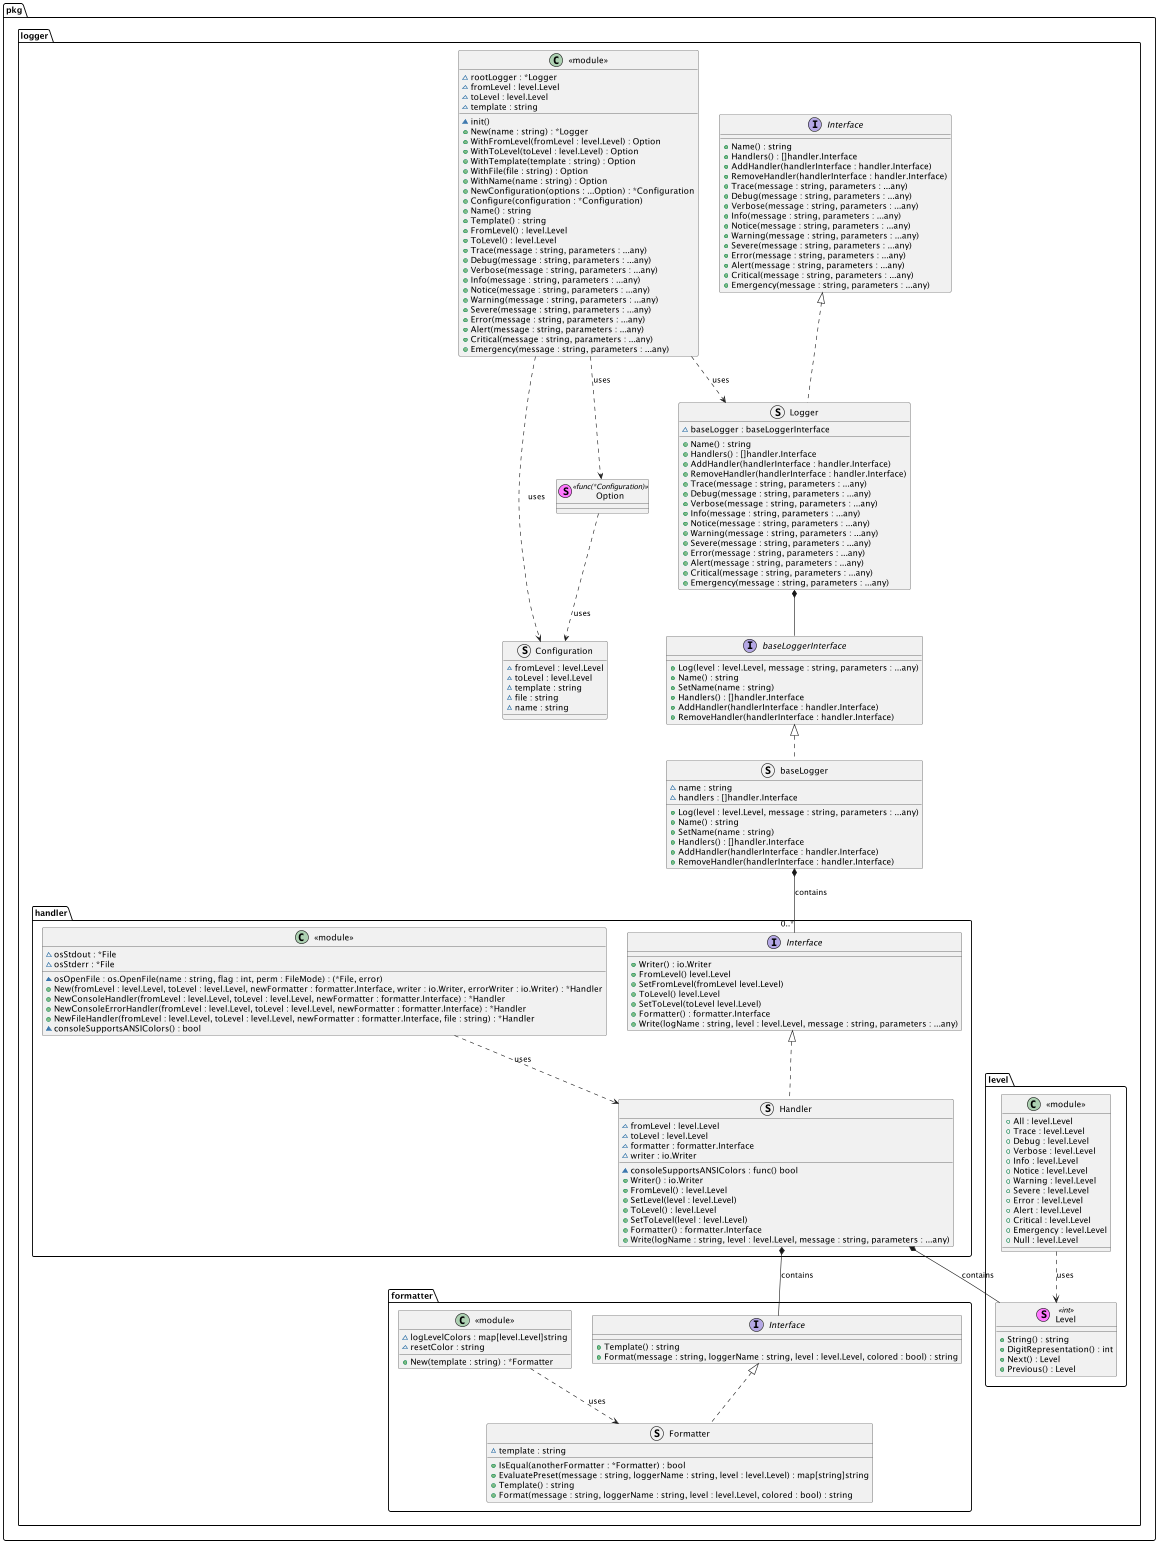 pkg
logger
C «module»
rootLogger : *Logger
fromLevel : level.Level
toLevel : level.Level
template : string
init()
New(name : string) : *Logger
WithFromLevel(fromLevel : level.Level) : Option
WithToLevel(toLevel : level.Level) : Option
WithTemplate(template : string) : Option
WithFile(file : string) : Option
WithName(name : string) : Option
NewConfiguration(options : ...Option) : *Configuration
Configure(configuration : *Configuration)
Name() : string
Template() : string
FromLevel() : level.Level
ToLevel() : level.Level
Trace(message : string, parameters : ...any)
Debug(message : string, parameters : ...any)
Verbose(message : string, parameters : ...any)
Info(message : string, parameters : ...any)
Notice(message : string, parameters : ...any)
Warning(message : string, parameters : ...any)
Severe(message : string, parameters : ...any)
Error(message : string, parameters : ...any)
Alert(message : string, parameters : ...any)
Critical(message : string, parameters : ...any)
Emergency(message : string, parameters : ...any)
I Interface
Name() : string
Handlers() : []handler.Interface
AddHandler(handlerInterface : handler.Interface)
RemoveHandler(handlerInterface : handler.Interface)
Trace(message : string, parameters : ...any)
Debug(message : string, parameters : ...any)
Verbose(message : string, parameters : ...any)
Info(message : string, parameters : ...any)
Notice(message : string, parameters : ...any)
Warning(message : string, parameters : ...any)
Severe(message : string, parameters : ...any)
Error(message : string, parameters : ...any)
Alert(message : string, parameters : ...any)
Critical(message : string, parameters : ...any)
Emergency(message : string, parameters : ...any)
uses
uses
uses
S Logger
baseLogger : baseLoggerInterface
Name() : string
Handlers() : []handler.Interface
AddHandler(handlerInterface : handler.Interface)
RemoveHandler(handlerInterface : handler.Interface)
Trace(message : string, parameters : ...any)
Debug(message : string, parameters : ...any)
Verbose(message : string, parameters : ...any)
Info(message : string, parameters : ...any)
Notice(message : string, parameters : ...any)
Warning(message : string, parameters : ...any)
Severe(message : string, parameters : ...any)
Error(message : string, parameters : ...any)
Alert(message : string, parameters : ...any)
Critical(message : string, parameters : ...any)
Emergency(message : string, parameters : ...any)
S «func(*Configuration)»
Option
uses
S Configuration
fromLevel : level.Level
toLevel : level.Level
template : string
file : string
name : string
I baseLoggerInterface
Log(level : level.Level, message : string, parameters : ...any)
Name() : string
SetName(name : string)
Handlers() : []handler.Interface
AddHandler(handlerInterface : handler.Interface)
RemoveHandler(handlerInterface : handler.Interface)
S baseLogger
name : string
handlers : []handler.Interface
Log(level : level.Level, message : string, parameters : ...any)
Name() : string
SetName(name : string)
Handlers() : []handler.Interface
AddHandler(handlerInterface : handler.Interface)
RemoveHandler(handlerInterface : handler.Interface)
contains
0..*
handler
C «module»
osStdout : *File
osStderr : *File
osOpenFile : os.OpenFile(name : string, flag : int, perm : FileMode) : (*File, error)
New(fromLevel : level.Level, toLevel : level.Level, newFormatter : formatter.Interface, writer : io.Writer, errorWriter : io.Writer) : *Handler
NewConsoleHandler(fromLevel : level.Level, toLevel : level.Level, newFormatter : formatter.Interface) : *Handler
NewConsoleErrorHandler(fromLevel : level.Level, toLevel : level.Level, newFormatter : formatter.Interface) : *Handler
NewFileHandler(fromLevel : level.Level, toLevel : level.Level, newFormatter : formatter.Interface, file : string) : *Handler
consoleSupportsANSIColors() : bool
I Interface
Writer() : io.Writer
FromLevel() level.Level
SetFromLevel(fromLevel level.Level)
ToLevel() level.Level
SetToLevel(toLevel level.Level)
Formatter() : formatter.Interface
Write(logName : string, level : level.Level, message : string, parameters : ...any)
uses
S Handler
fromLevel : level.Level
toLevel : level.Level
formatter : formatter.Interface
writer : io.Writer
consoleSupportsANSIColors : func() bool
Writer() : io.Writer
FromLevel() : level.Level
SetLevel(level : level.Level)
ToLevel() : level.Level
SetToLevel(level : level.Level)
Formatter() : formatter.Interface
Write(logName : string, level : level.Level, message : string, parameters : ...any)
level
C «module»
All : level.Level
Trace : level.Level
Debug : level.Level
Verbose : level.Level
Info : level.Level
Notice : level.Level
Warning : level.Level
Severe : level.Level
Error : level.Level
Alert : level.Level
Critical : level.Level
Emergency : level.Level
Null : level.Level
uses
contains
contains
S «int»
Level
String() : string
DigitRepresentation() : int
Next() : Level
Previous() : Level
formatter
C «module»
logLevelColors : map[level.Level]string
resetColor : string
New(template : string) : *Formatter
I Interface
Template() : string
Format(message : string, loggerName : string, level : level.Level, colored : bool) : string
uses
S Formatter
template : string
IsEqual(anotherFormatter : *Formatter) : bool
EvaluatePreset(message : string, loggerName : string, level : level.Level) : map[string]string
Template() : string
Format(message : string, loggerName : string, level : level.Level, colored : bool) : string